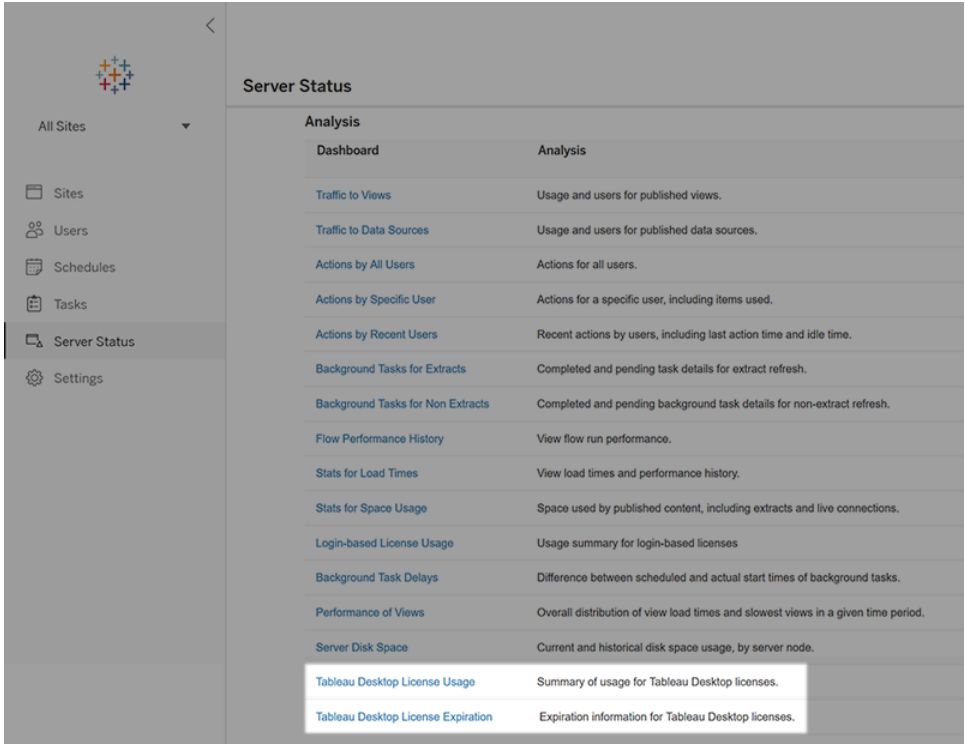 Server Status
All Sites
Sites
Users
Schedules
Tasks
Server Status
Settings
Analysis
Dashboard Analysis
Traffic to Views Usage and users for published views.
Traffic to Data Sources Usage and users for published data sources.
Actions by All Users Actions for all users.
Actions by Specific User Actions for a specific user, including items used.
Actions by Recent Users Recent actions by users, including last action time and idle time.
Background Tasks for Extracts Completed and pending task details for extract refresh.
Background Tasks for Non Extracts Completed and pending background task details for non-extract refresh.
Flow Performance History View flow run performance.
Stats for Load Times View load times and performance history.
Stats for Space Usage Space used by published content, including extracts and live connections.
Login-based License Usage Usage summary for login-based licenses
Background Task Delays Difference between scheduled and actual start times of background tasks.
Performance of Views Overall distribution of view load times and slowest views in a given time period.
Server Disk Space Current and historical disk space usage, by server node.
Tableau Desktop License Usage Summary of usage for Tableau Desktop licenses.
Tableau Desktop License Expiration Expiration information for Tableau Desktop licenses.